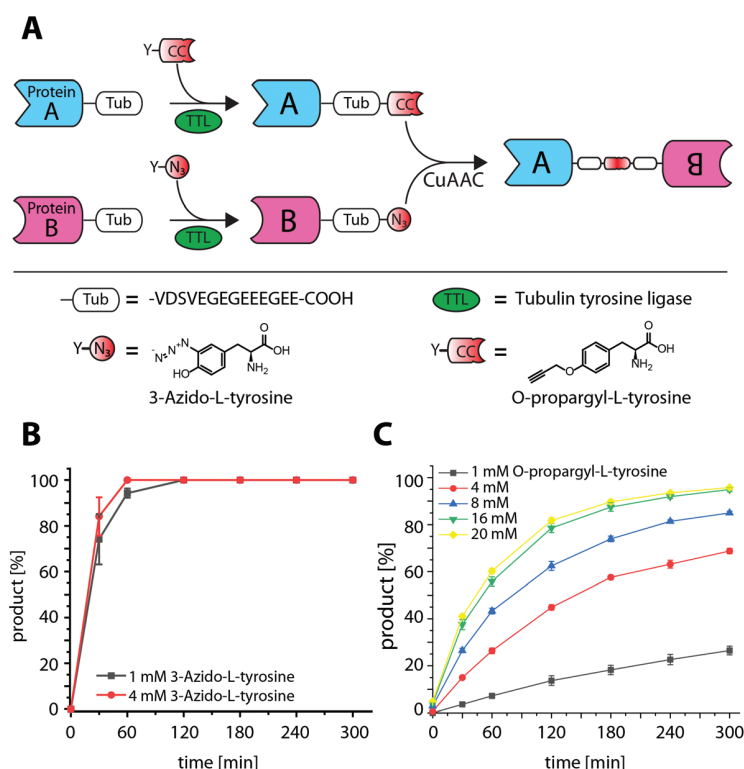 A
Y CC
Protein
A Tub
TTL
A Tub CC
Y N3
CuAAC
A B
Protein
B Tub
TTL
B Tub N3
Tub = -VDSVEGEGEEEGEE-COOH
TTL = Tubulin tyrosine ligase
Y N3 =
-N=N+=N
HO
O
OH
NH2
3-Azido-L-tyrosine
Y CC =
O
O
OH
NH2
O-propargyl-L-tyrosine
B
product [%]
100
80
60
40
20
0
1 mM 3-Azido-L-tyrosine
4 mM 3-Azido-L-tyrosine
0 60 120 180 240 300
time [min]
C
product [%]
100
80
60
40
20
0
1 mM O-propargyl-L-tyrosine
4 mM
8 mM
16 mM
20 mM
0 60 120 180 240 300
time [min]